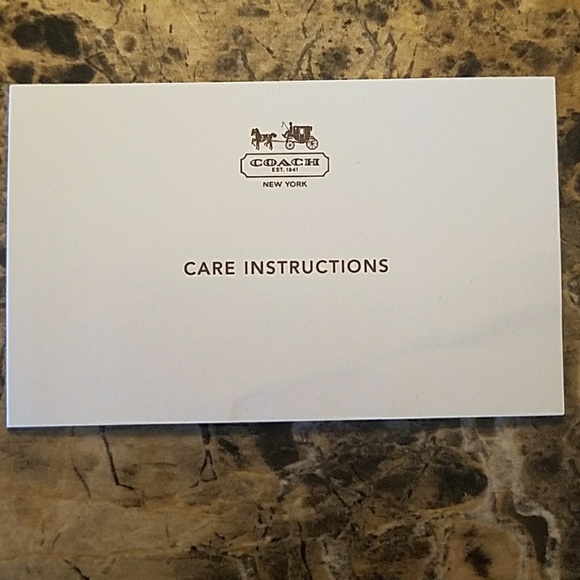 COACH
EST. 1941
NEW YORK
CARE INSTRUCTIONS